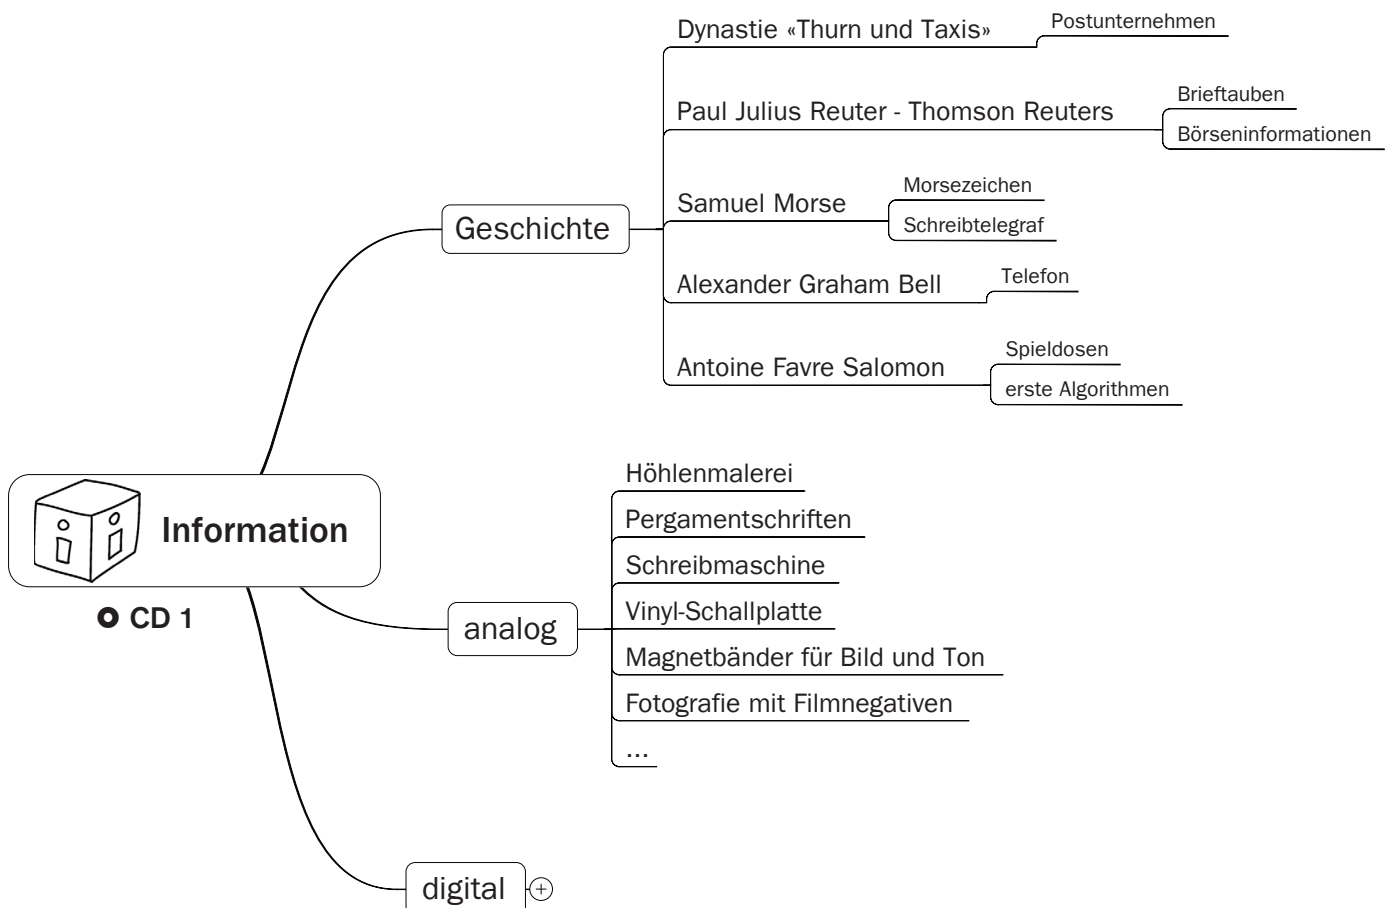 Dynastie «Thurn und Taxis»
Postunternehmen
Paul Julius Reuter - Thomson Reuters
Brieftauben
Börseninformationen
Samuel Morse
Morsezeichen
Schreibtelegraf
Geschichte
Alexander Graham Bell
Telefon
Antoine Favre Salomon
Spieldosen
erste Algorithmen
Information
CD 1
analog
Höhlenmalerei
Pergamentschriften
Schreibmaschine
Vinyl-Schallplatte
Magnetbänder für Bild und Ton
Fotografie mit Filmnegativen
...
digital